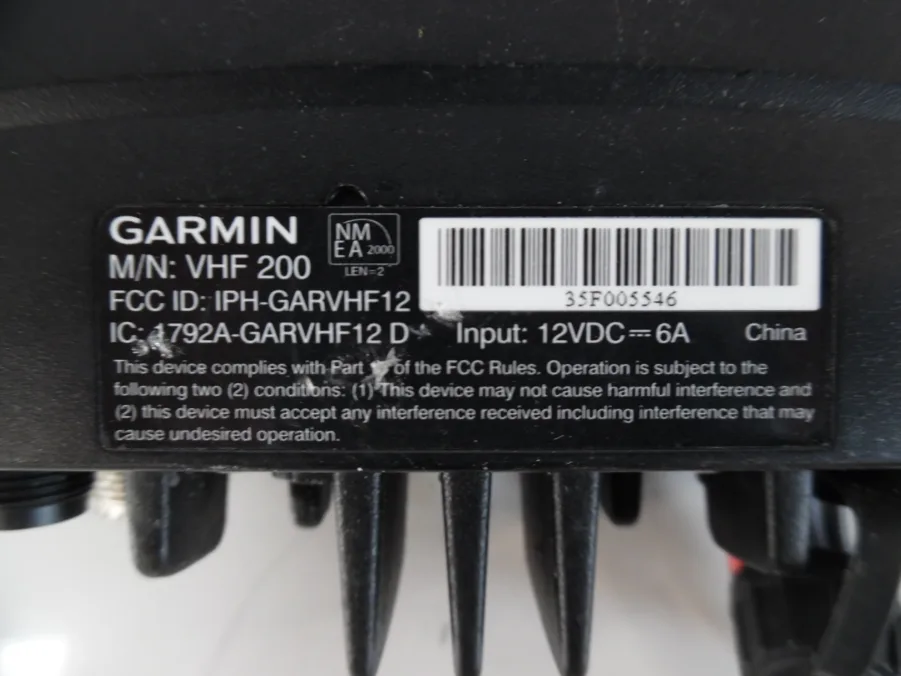 GARMIN
NM
EA 2000
LEN=2
M/N: VHF 200
FCC ID: IPH-GARVHF12
35F005546
IC: 1792A-GARVHF12 D Input: 12VDC⎓6A China
This device complies with Part of the FCC Rules. Operation is subject to the
following two (2) conditions: (1) This device may not cause harmful interference and
(2) this device must accept any interference received including interference that may
cause undesired operation.